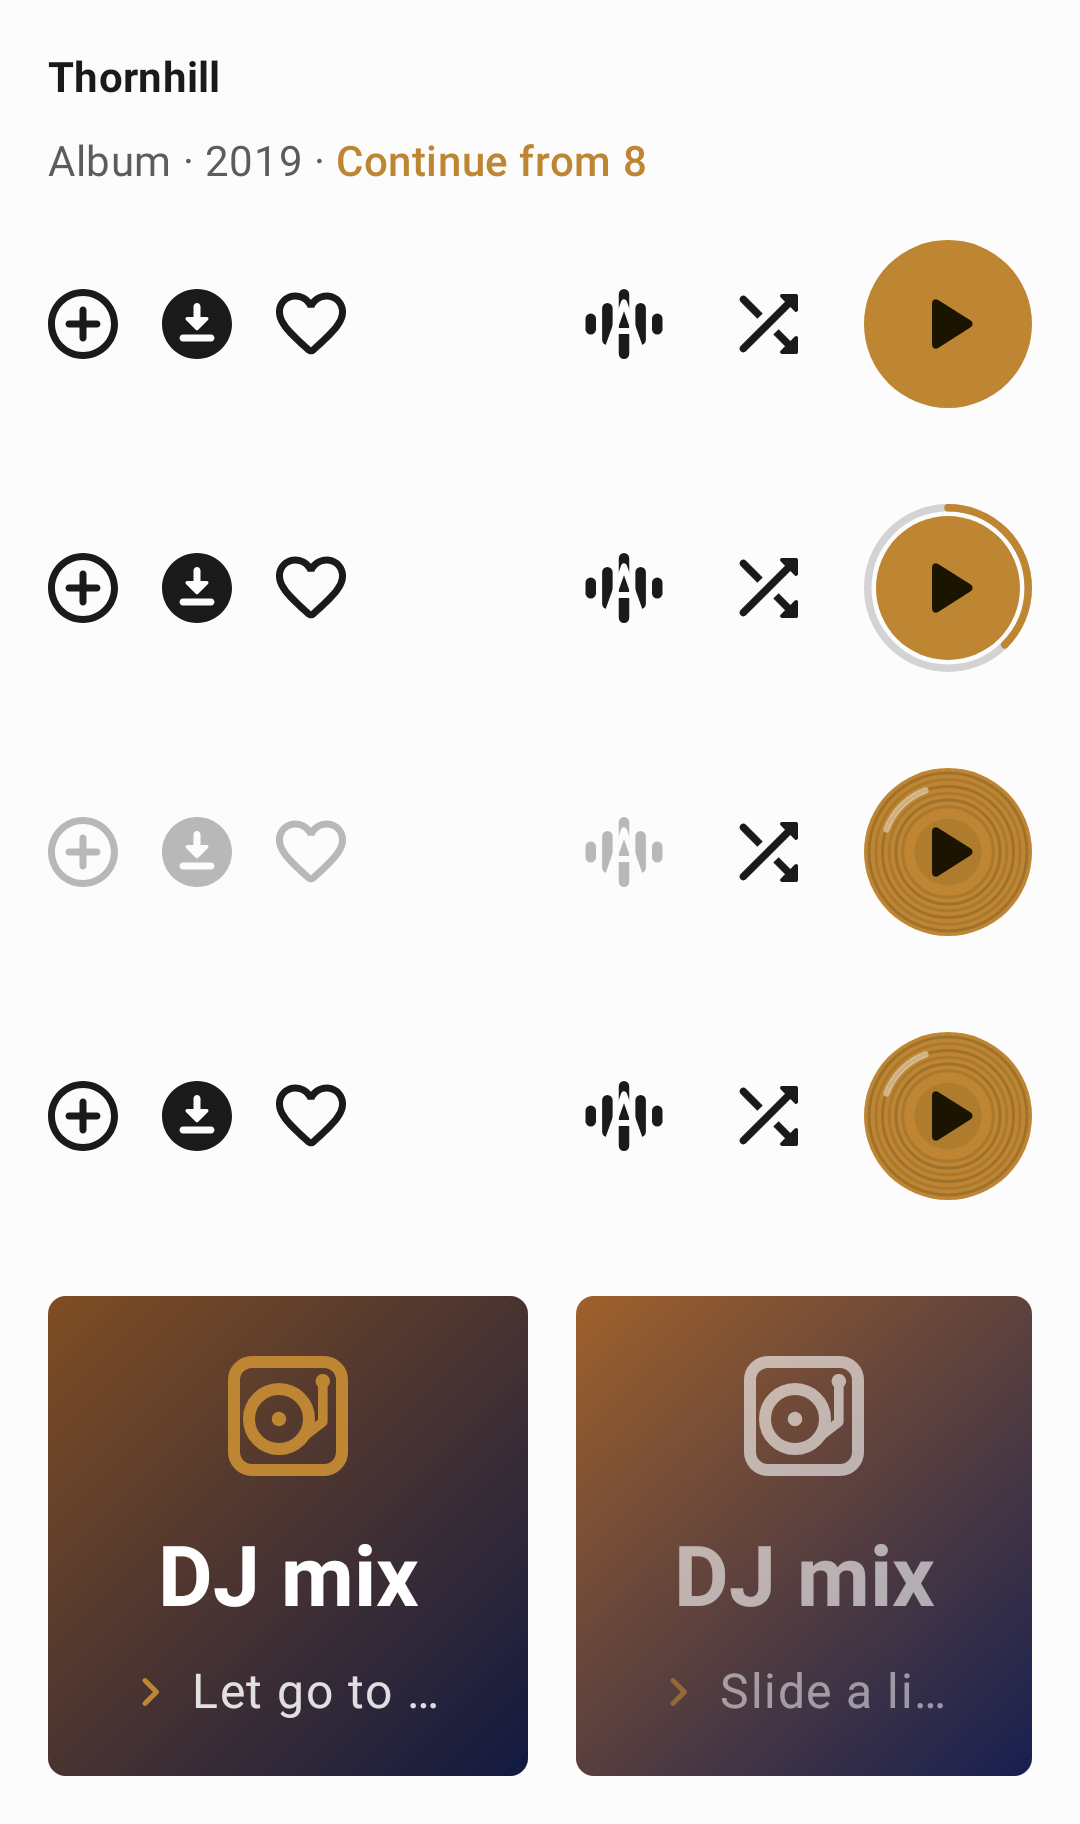 Thornhill
Album · 2019 · Continue from 8
DJ mix
Let go to …
DJ mix
Slide a li…